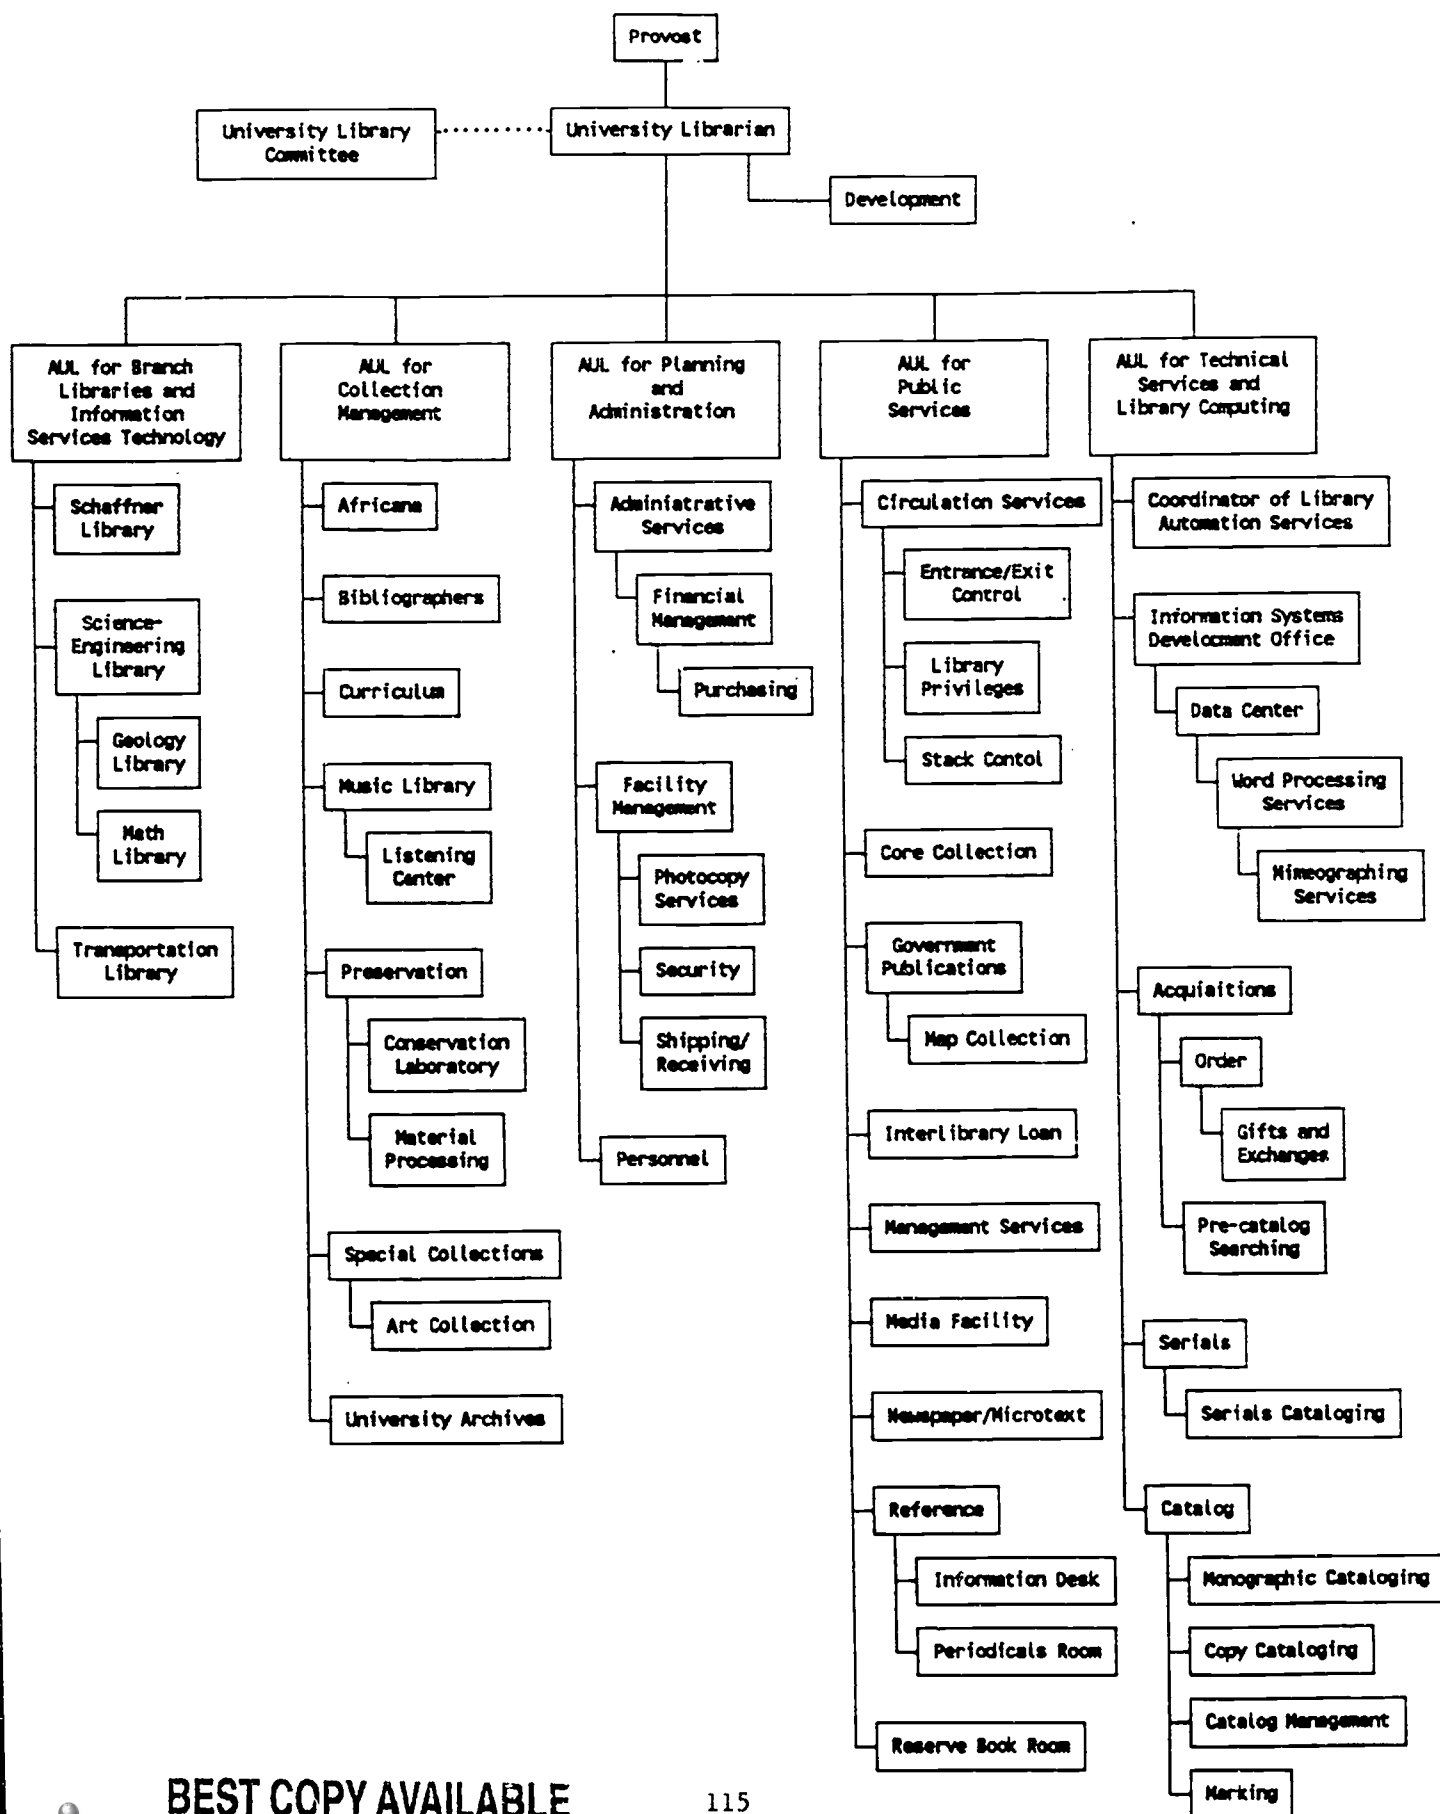 Provost
University Library
Committee
University Librarian
Development
AUL for Branch
Libraries and
Information
Services Technology
Schaffner
Library
Science-
Engineering
Library
Geology
Library
Math
Library
Transportation
Library
AUL for
Collection
Management
Africana
Bibliographers
Curriculum
Music Library
Listening
Center
Preservation
Conservation
Laboratory
Material
Processing
Special Collections
Art Collection
University Archives
AUL for Planning
and
Administration
Administrative
Services
Financial
Management
Purchasing
Facility
Management
Photocopy
Services
Security
Shipping/
Receiving
Personnel
AUL for
Public
Services
Circulation Services
Entrance/Exit
Control
Library
Privileges
Stack Contol
Core Collection
Government
Publications
Map Collection
Interlibrary Loan
Management Services
Media Facility
Newspaper/Microtext
Reference
Information Desk
Periodicals Room
Reserve Book Room
AUL for Technical
Services and
Library Computing
Coordinator of Library
Automation Services
Information Systems
Development Office
Data Center
Word Processing
Services
Mimeographing
Services
Acquisitions
Order
Gifts and
Exchanges
Pre-catalog
Searching
Serials
Serials Cataloging
Catalog
Monographic Cataloging
Copy Cataloging
Catalog Management
Marking
BEST COPY AVAILABLE
115